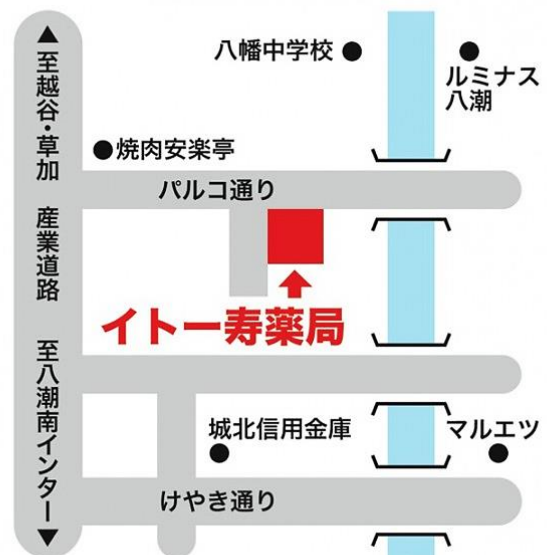 ▲至越谷・草加 産業道路 至八潮南インター▼
八幡中学校
ルミナス
八潮
焼肉安楽亭
パルコ通り
イトー寿薬局
城北信用金庫
マルエツ
けやき通り